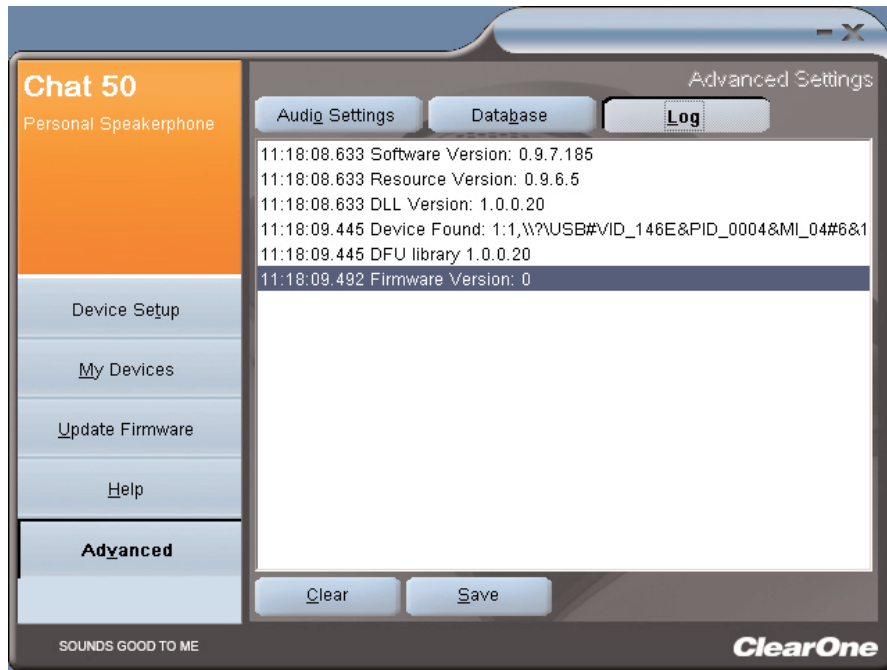 Chat 50
Personal Speakerphone
Advanced Settings
Audio Settings
Database
Log
11:18:08.633 Software Version: 0.9.7.185
11:18:08.633 Resource Version: 0.9.6.5
11:18:08.633 DLL Version: 1.0.0.20
11:18:09.445 Device Found: 1:1,\\?\USB#VID_146E&PID_0004&MI_04#6&1
11:18:09.445 DFU library 1.0.0.20
11:18:09.492 Firmware Version: 0
Device Setup
My Devices
Update Firmware
Help
Advanced
Clear
Save
SOUNDS GOOD TO ME
ClearOne